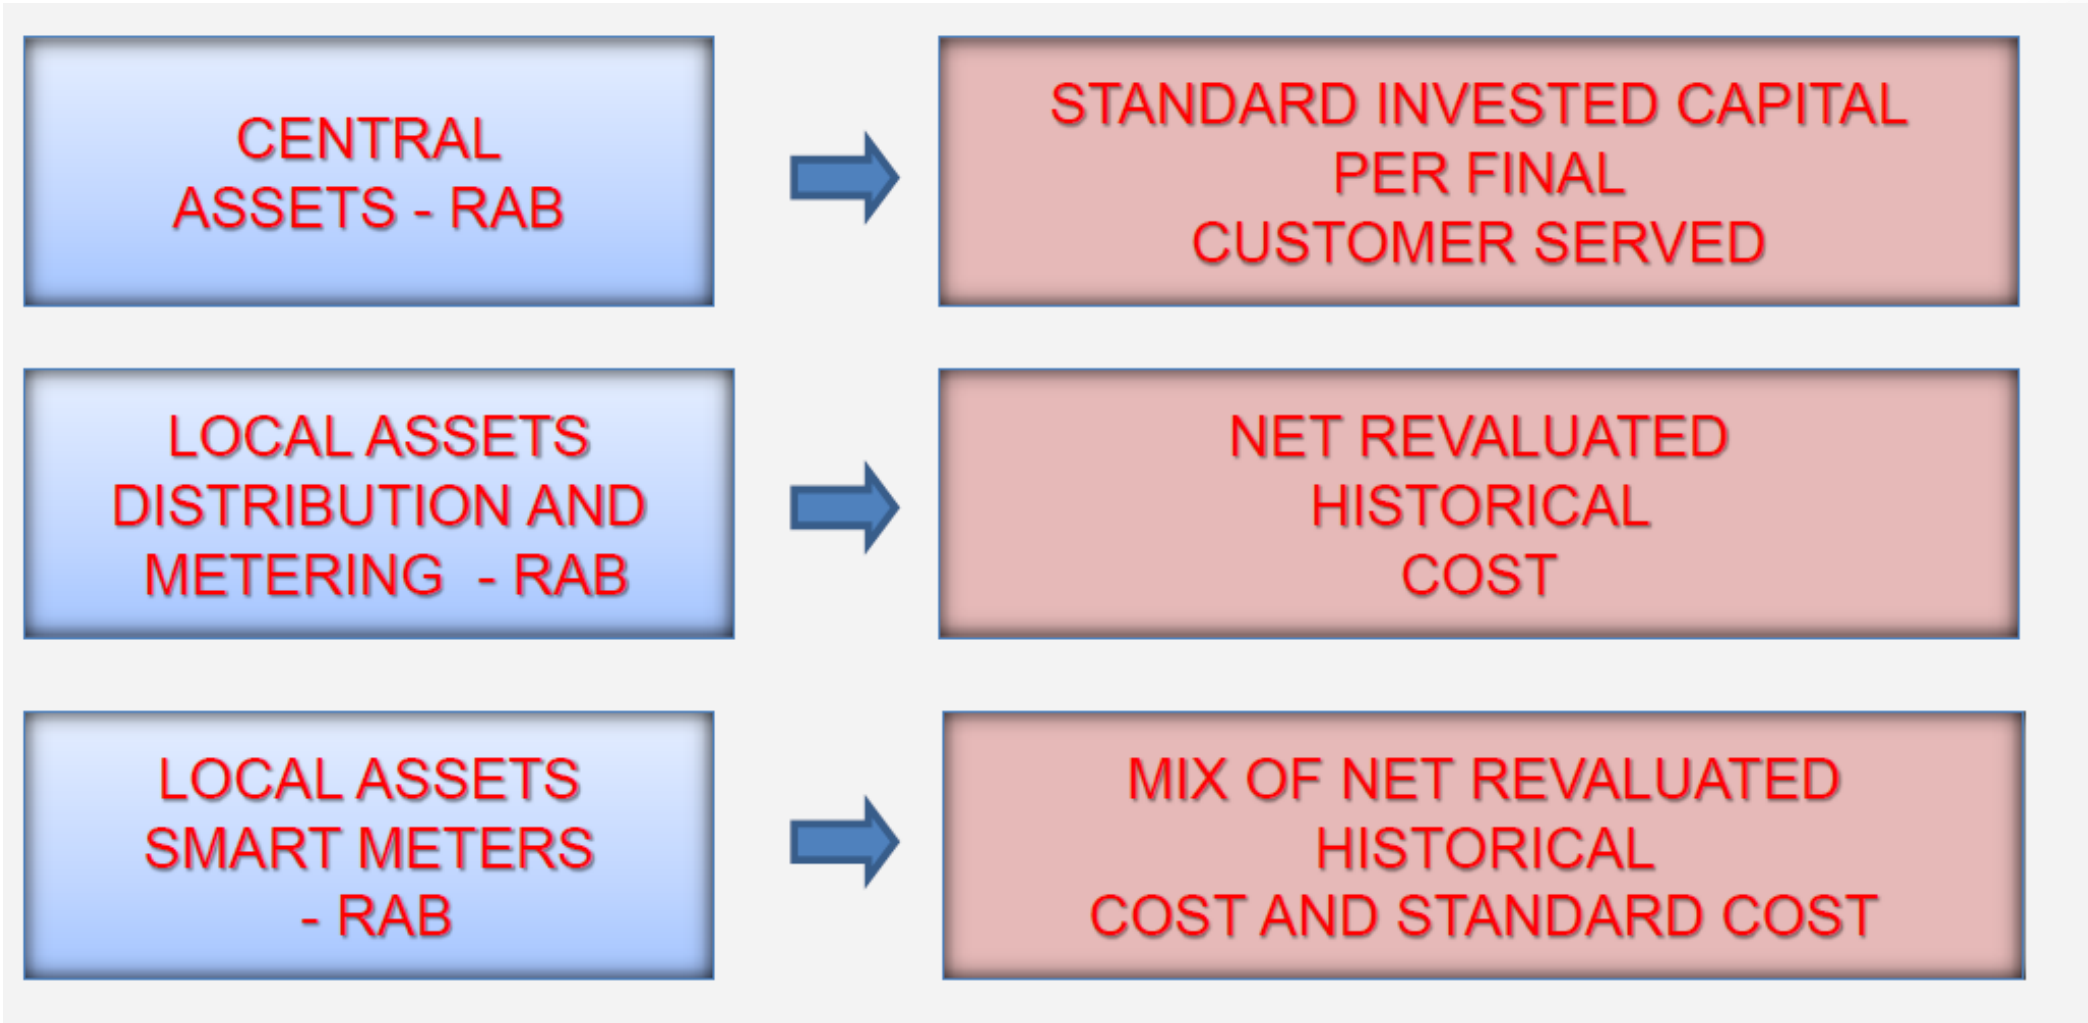 CENTRAL
ASSETS - RAB
STANDARD INVESTED CAPITAL
PER FINAL
CUSTOMER SERVED
LOCAL ASSETS
DISTRIBUTION AND
METERING - RAB
NET REVALUATED
HISTORICAL
COST
LOCAL ASSETS
SMART METERS
- RAB
MIX OF NET REVALUATED
HISTORICAL
COST AND STANDARD COST